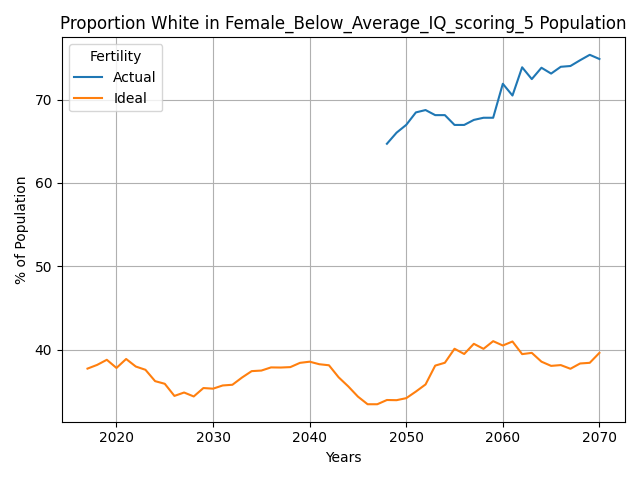 Proportion White in Female_Below_Average_IQ_scoring_5 Population
Fertility
Actual
Ideal
% of Population
70
60
50
40
2020
2030
2040
2050
2060
2070
Years